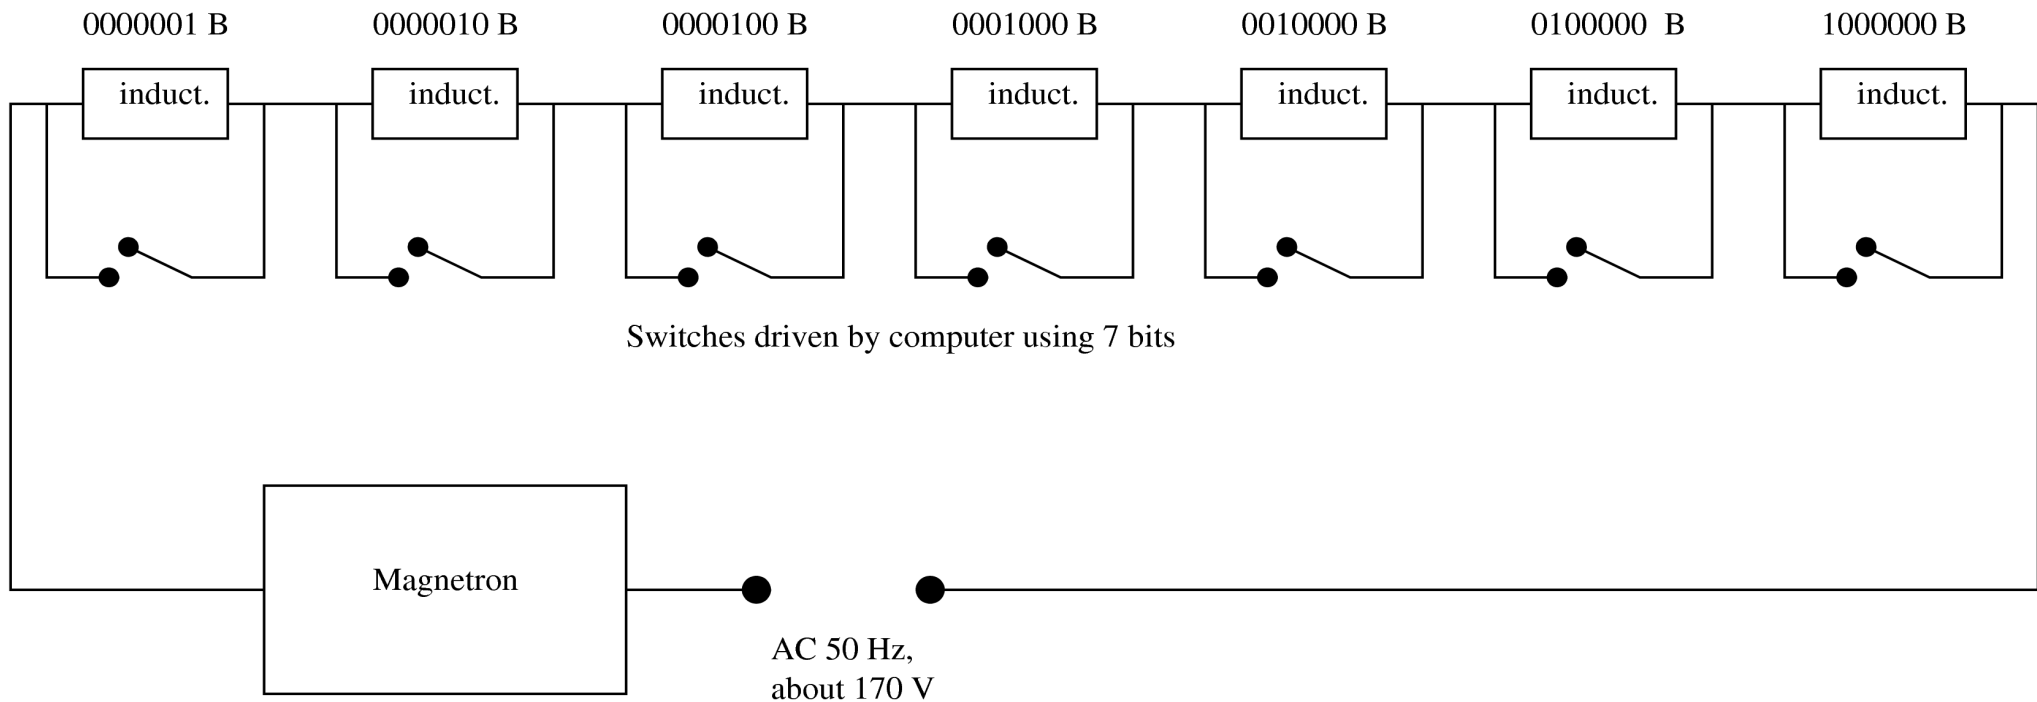 0000001 B 0000010 B 0000100 B 0001000 B 0010000 B 0100000 B 1000000 B
induct. induct. induct. induct. induct. induct. induct.
Switches driven by computer using 7 bits
Magnetron
AC 50 Hz,
about 170 V